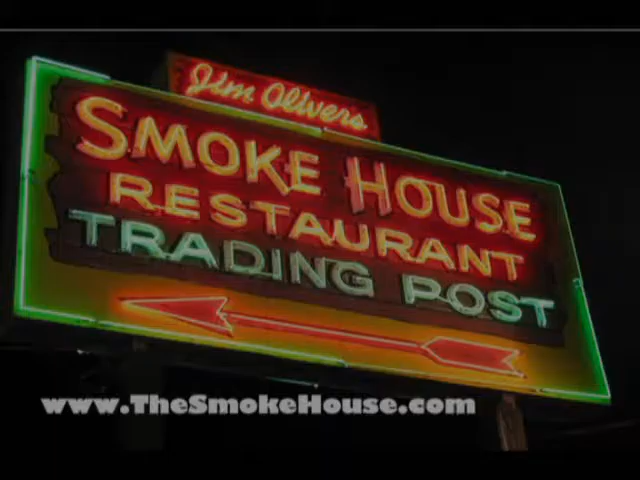 Jim Oliver's
SMOKE HOUSE
RESTAURANT
TRADING POST
www.TheSmokeHouse.com